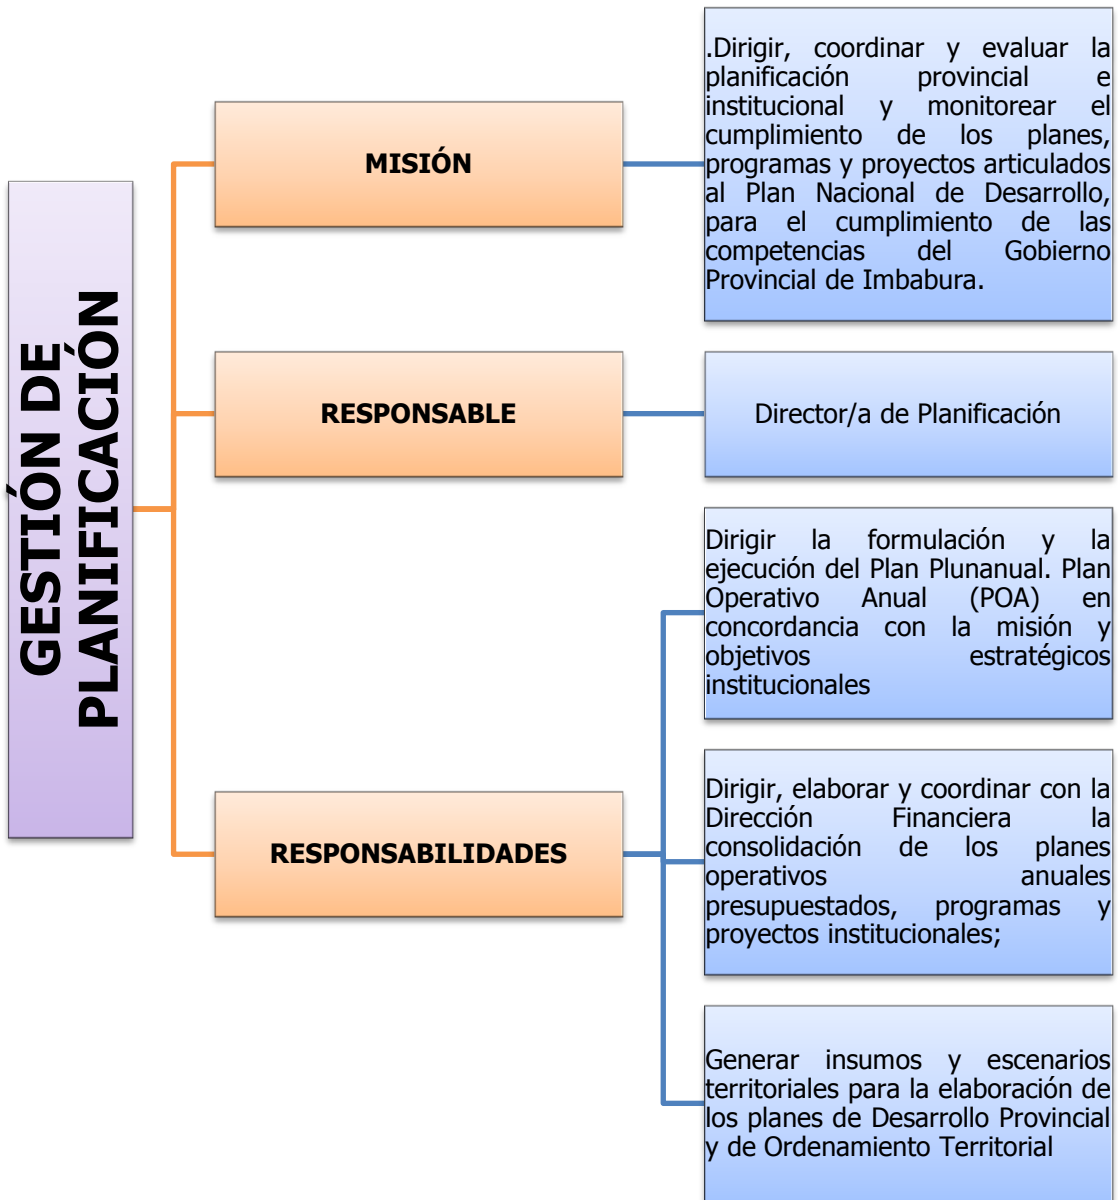 GESTIÓN DE
PLANIFICACIÓN
MISIÓN
.Dirigir, coordinar y evaluar la
planificación provincial e
institucional y monitorear el
cumplimiento de los planes,
programas y proyectos articulados
al Plan Nacional de Desarrollo,
para el cumplimiento de las
competencias del Gobierno
Provincial de Imbabura.
RESPONSABLE
Director/a de Planificación
RESPONSABILIDADES
Dirigir la formulación y la
ejecución del Plan Plunanual. Plan
Operativo Anual (POA) en
concordancia con la misión y
objetivos estratégicos
institucionales
Dirigir, elaborar y coordinar con la
Dirección Financiera la
consolidación de los planes
operativos anuales
presupuestados, programas y
proyectos institucionales;
Generar insumos y escenarios
territoriales para la elaboración de
los planes de Desarrollo Provincial
y de Ordenamiento Territorial